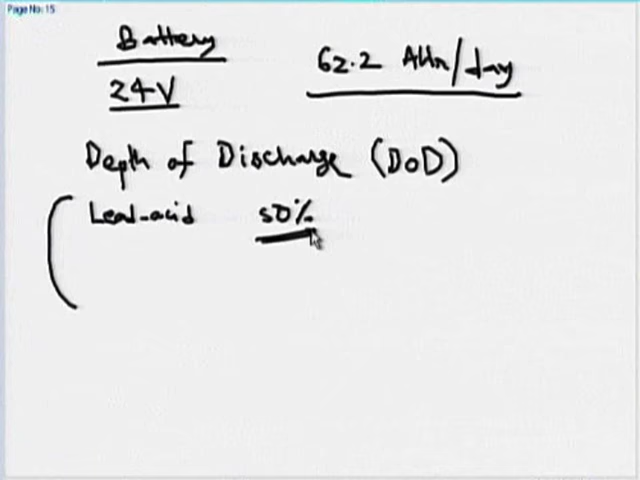 Page No: 15
Battery
62.2 AHr/day
24V
Depth of Discharge (DoD)
Lead-acid 50%